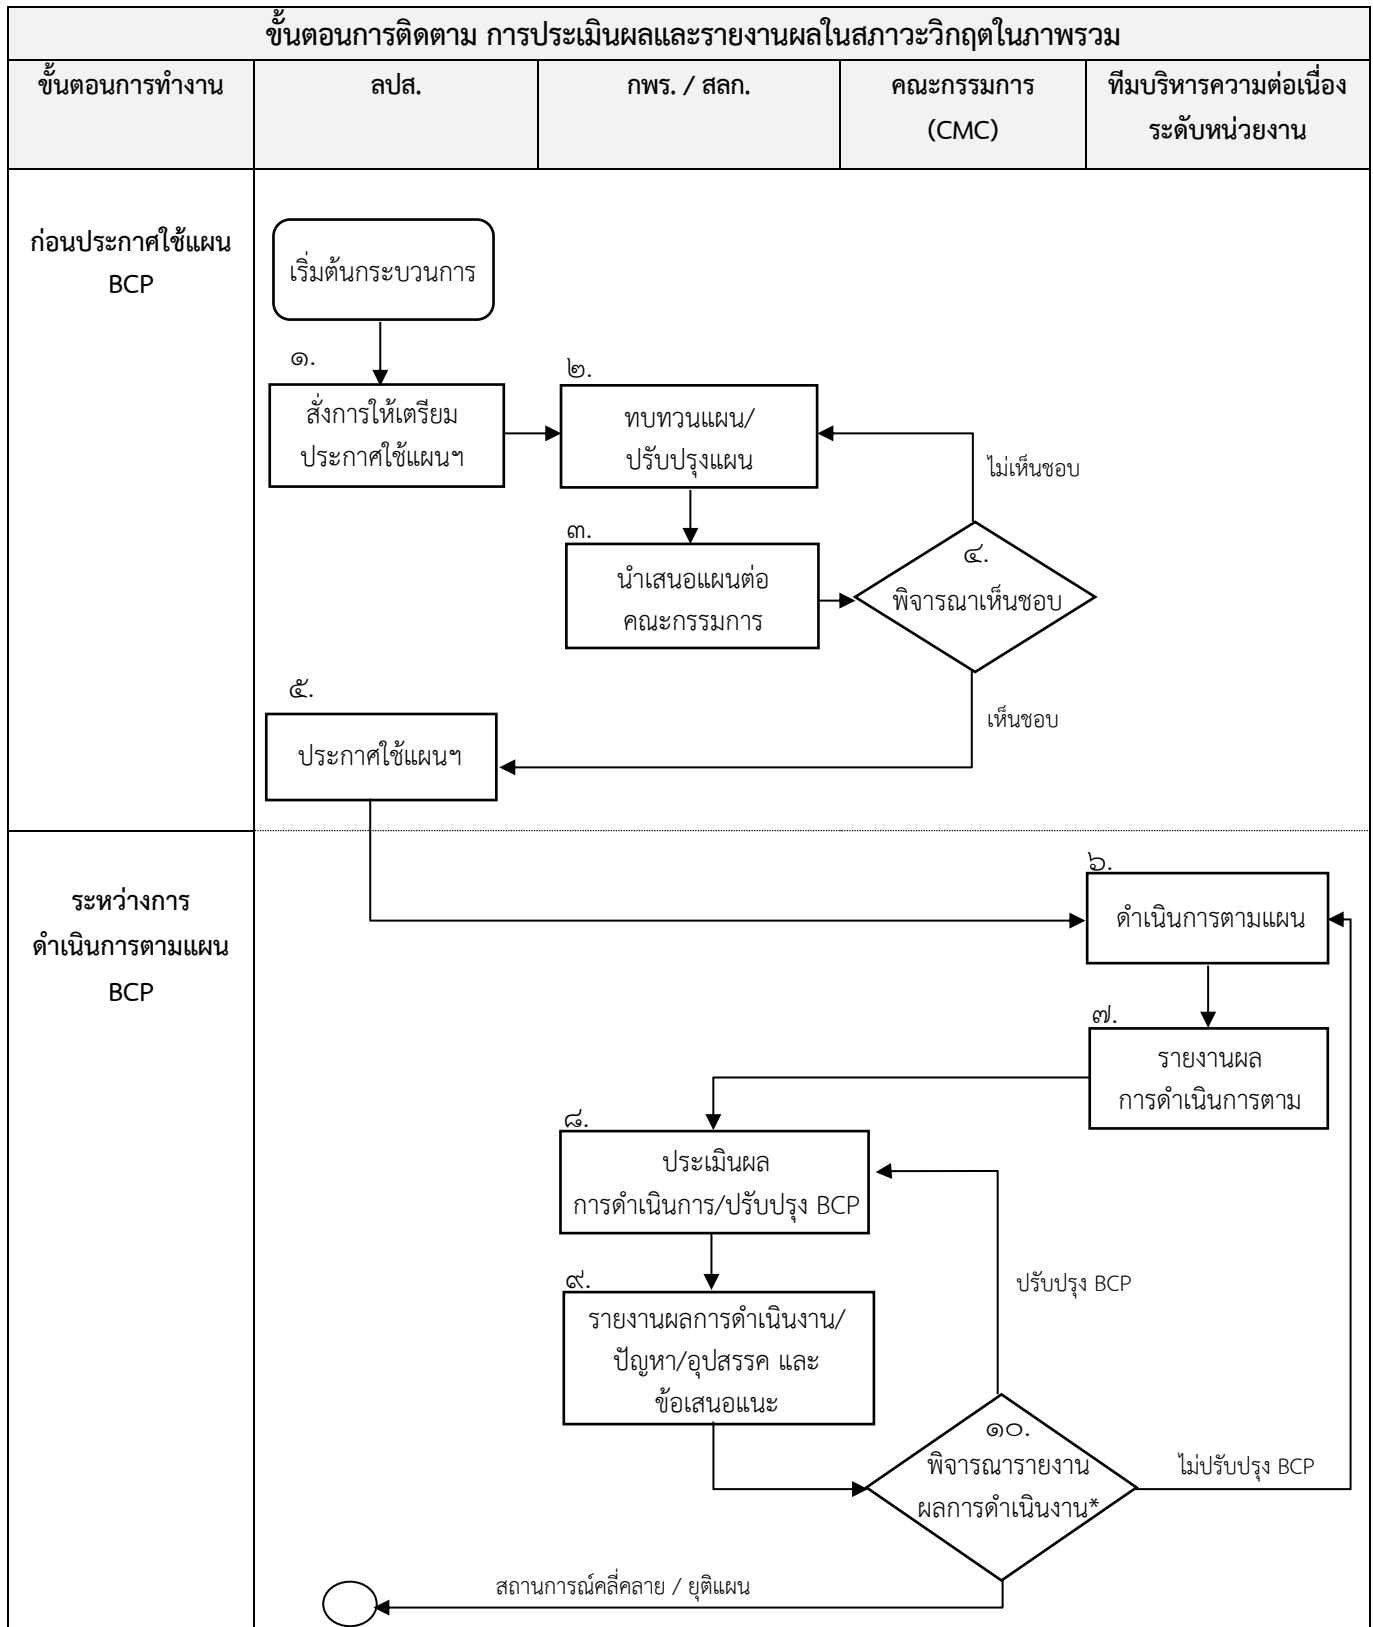 ขั้นตอนการติดตาม การประเมินผลและรายงานผลในสภาวะวิกฤตในภาพรวม
ขั้นตอนการทำงาน
ลปส.
กพร. / สลก.
คณะกรรมการ
(CMC)
ทีมบริหารความต่อเนื่อง
ระดับหน่วยงาน
ก่อนประกาศใช้แผน
BCP
เริ่มต้นกระบวนการ
๑.
สั่งการให้เตรียม
ประกาศใช้แผนฯ
๒.
ทบทวนแผน/
ปรับปรุงแผน
ไม่เห็นชอบ
๓.
นำเสนอแผนต่อ
คณะกรรมการ
๔.
พิจารณาเห็นชอบ
เห็นชอบ
๕.
ประกาศใช้แผนฯ
ระหว่างการ
ดำเนินการตามแผน
BCP
๖.
ดำเนินการตามแผน
๗.
รายงานผล
การดำเนินการตาม
๘.
ประเมินผล
การดำเนินการ/ปรับปรุง BCP
๙.
รายงานผลการดำเนินงาน/
ปัญหา/อุปสรรค และ
ข้อเสนอแนะ
ปรับปรุง BCP
๑๐.
พิจารณารายงาน
ผลการดำเนินงาน*
ไม่ปรับปรุง BCP
สถานการณ์คลี่คลาย / ยุติแผน